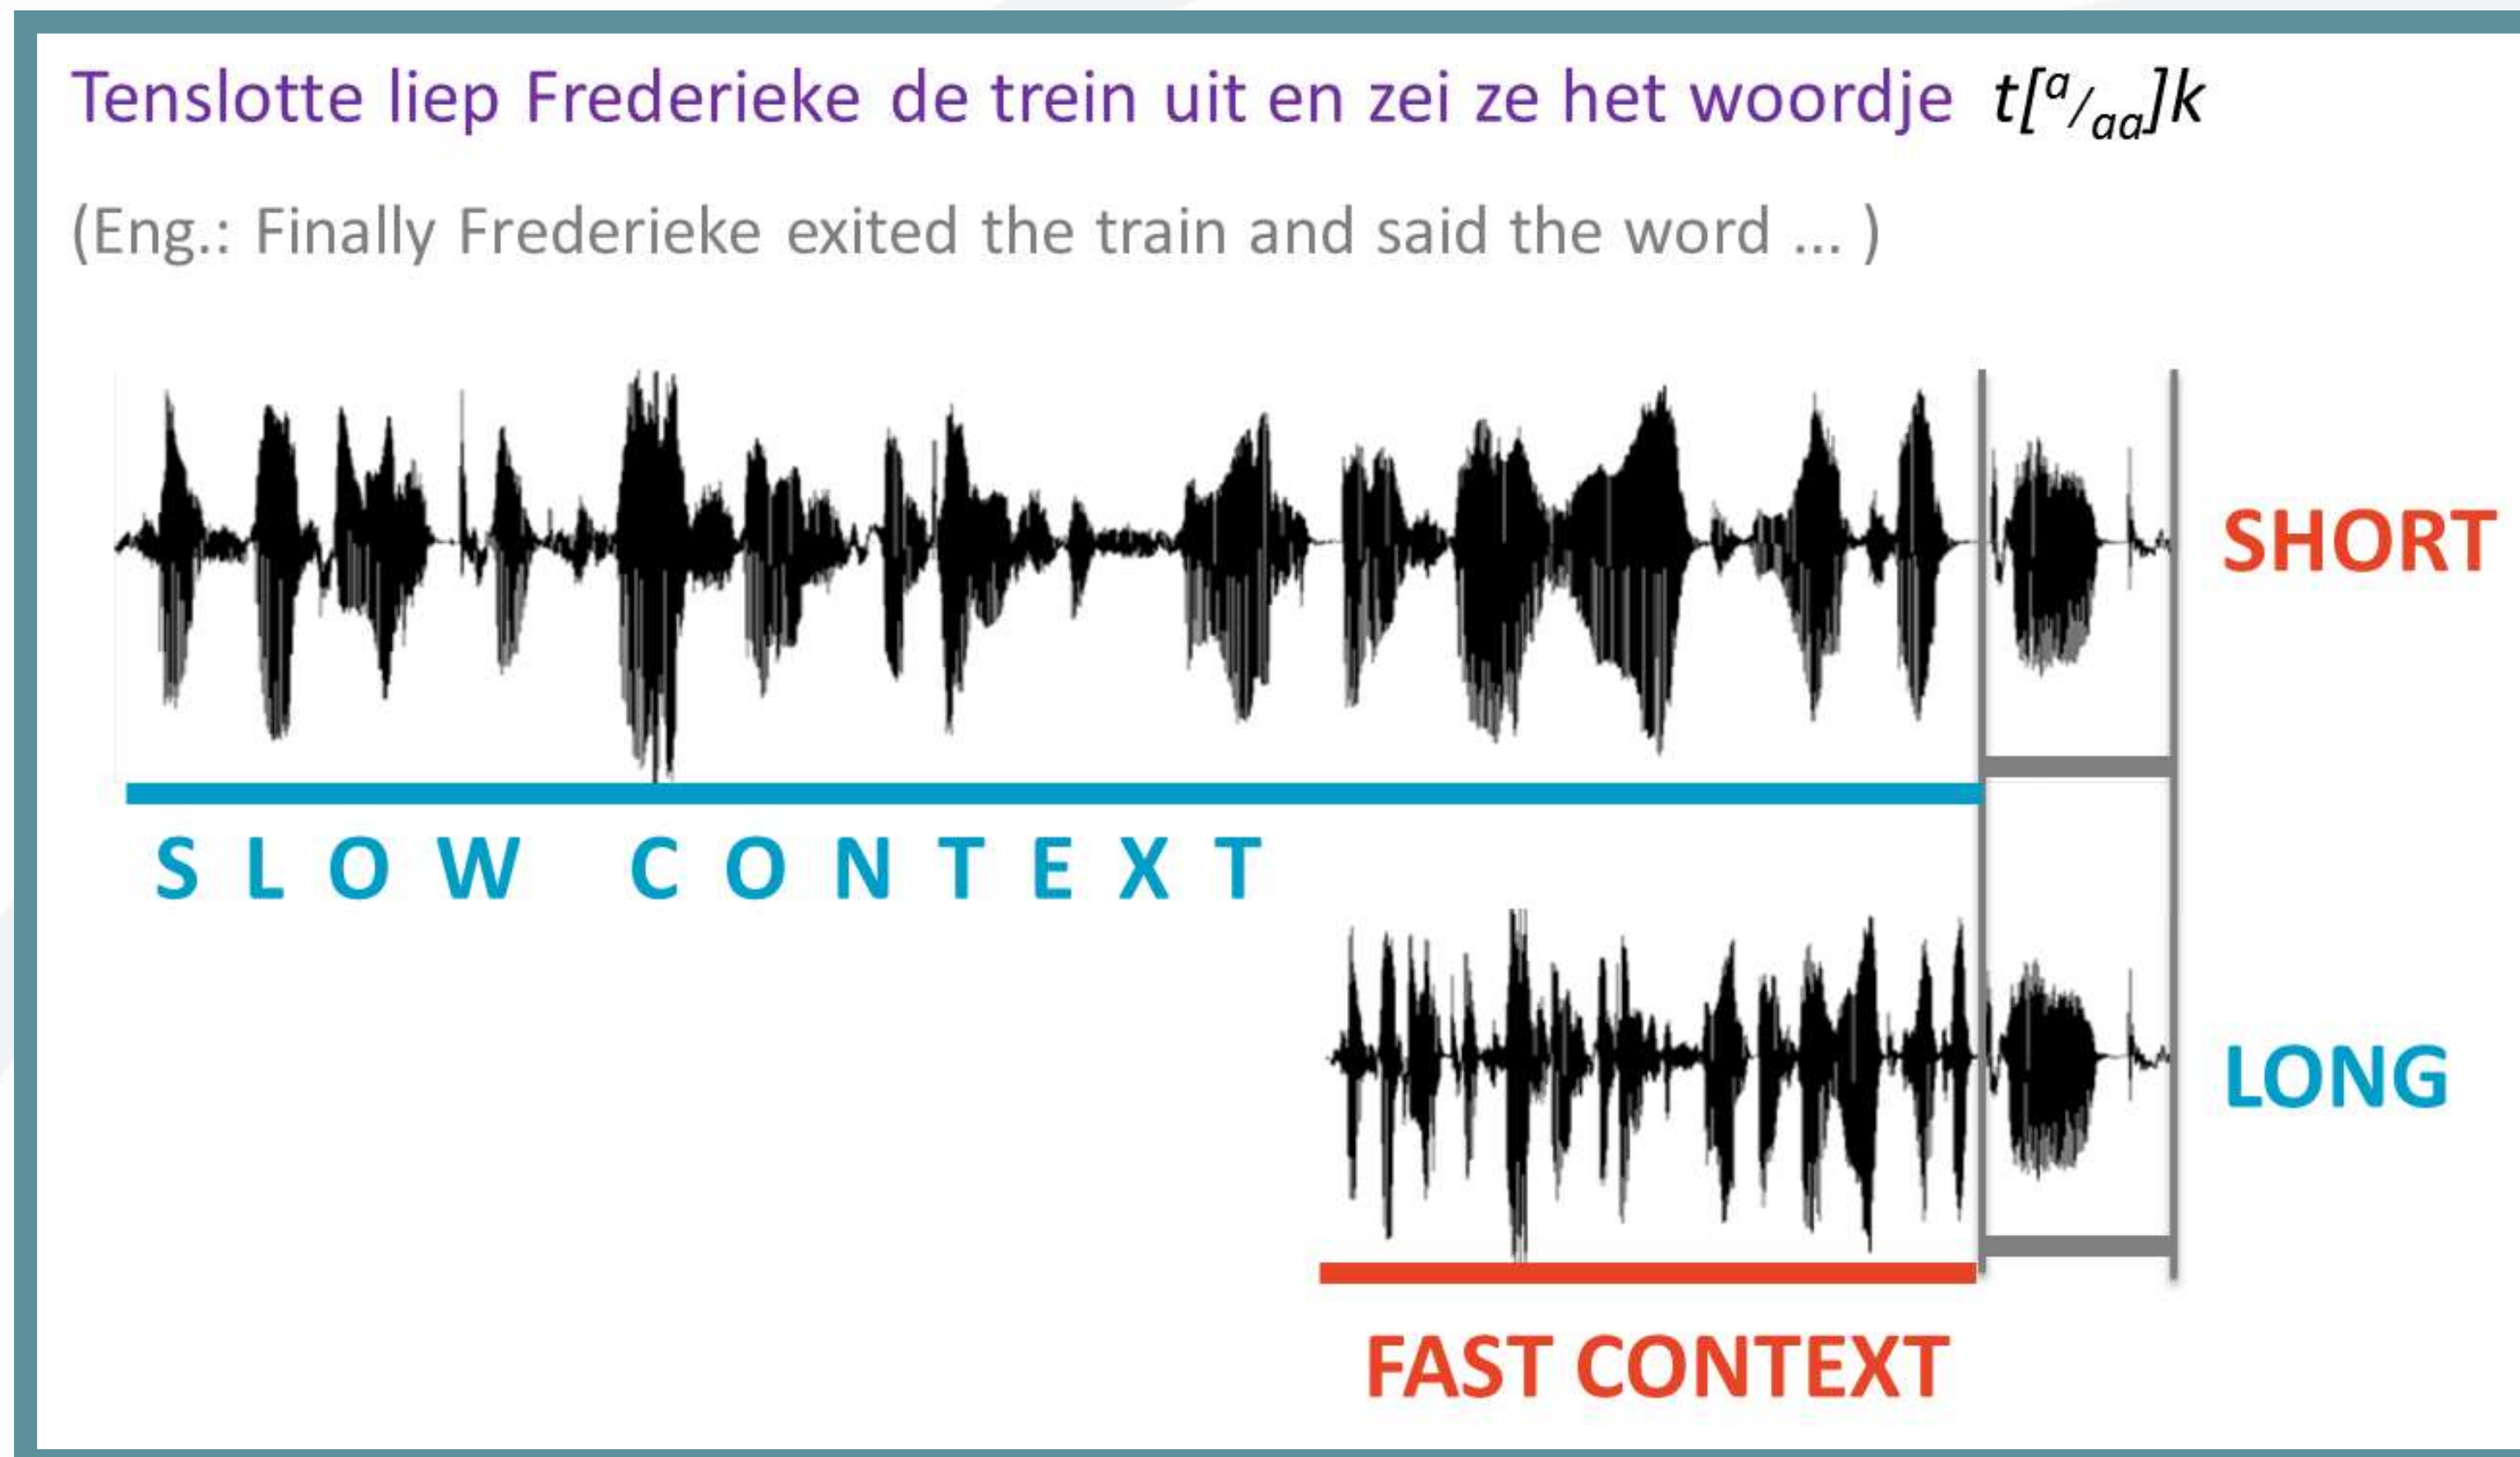 Tenslotte liep Frederieke de trein uit en zei ze het woordje t[a/aa]k
(Eng.: Finally Frederieke exited the train and said the word ... )
SHORT
SLOW CONTEXT
LONG
FAST CONTEXT